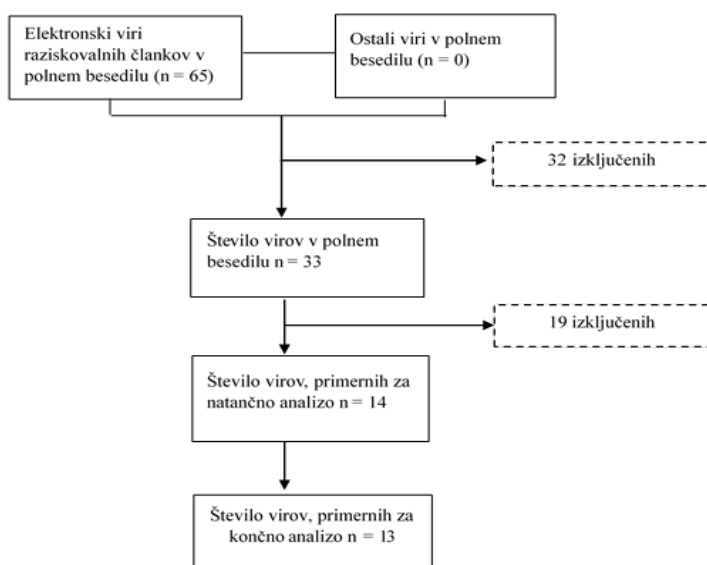 Elektronski viri
raziskovalnih člankov v
polnem besedilu (n = 65)
Ostali viri v polnem
besedilu (n = 0)
32 izključenih
Število virov v polnem
besedilu n = 33
19 izključenih
Število virov, primernih za
natančno analizo n = 14
Število virov, primernih za
končno analizo n = 13